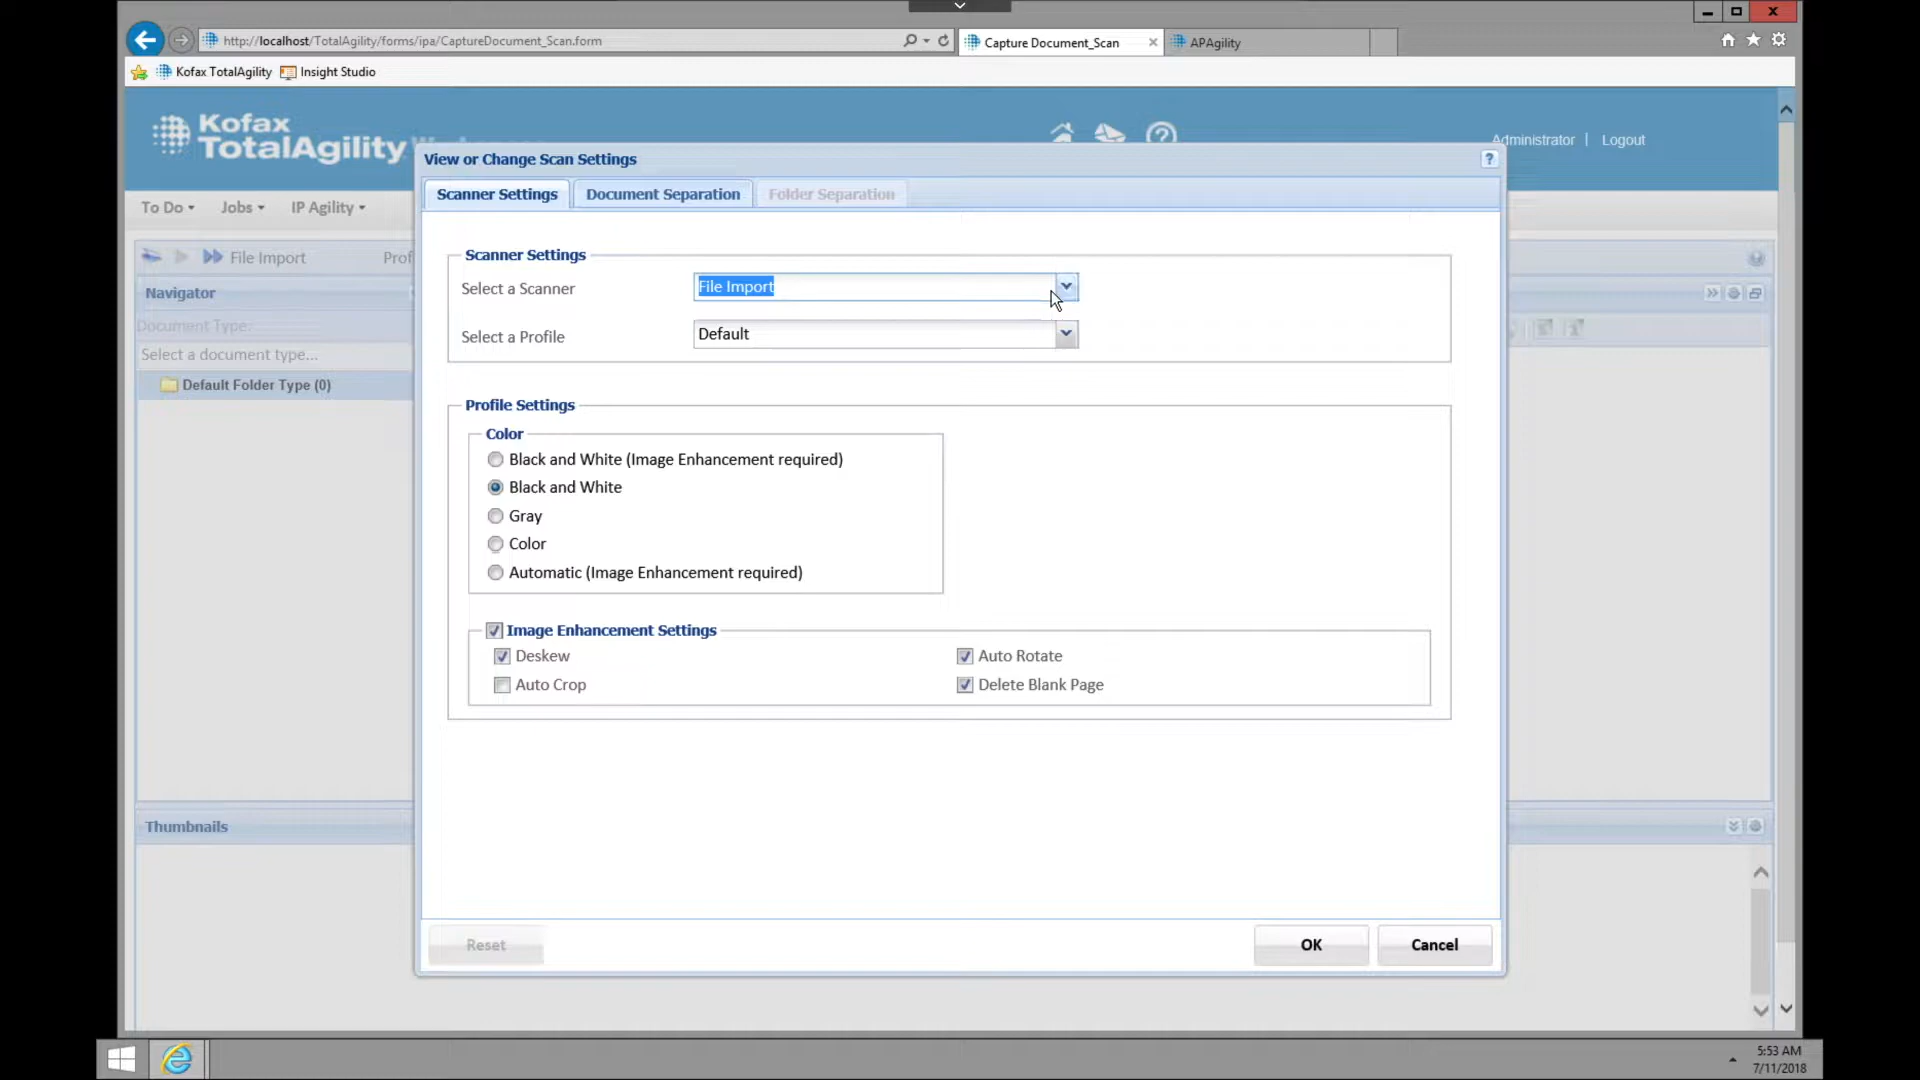 http://localhost/TotalAgility/forms/ipa/CaptureDocument_Scan.form
Capture Document_Scan
APAgility
Kofax TotalAgility
Insight Studio
Kofax
TotalAgility
Administrator | Logout
View or Change Scan Settings
Scanner Settings
Document Separation
Folder Separation
To Do
Jobs
IP Agility
Scanner Settings
File Import
Prof
Select a Scanner
File Import
Navigator
Document Type:
Select a Profile
Default
Select a document type...
Default Folder Type (0)
Profile Settings
Color
Black and White (Image Enhancement required)
Black and White
Gray
Color
Automatic (Image Enhancement required)
Image Enhancement Settings
Deskew
Auto Rotate
Auto Crop
Delete Blank Page
Thumbnails
Reset
OK
Cancel
5:53 AM
7/11/2018